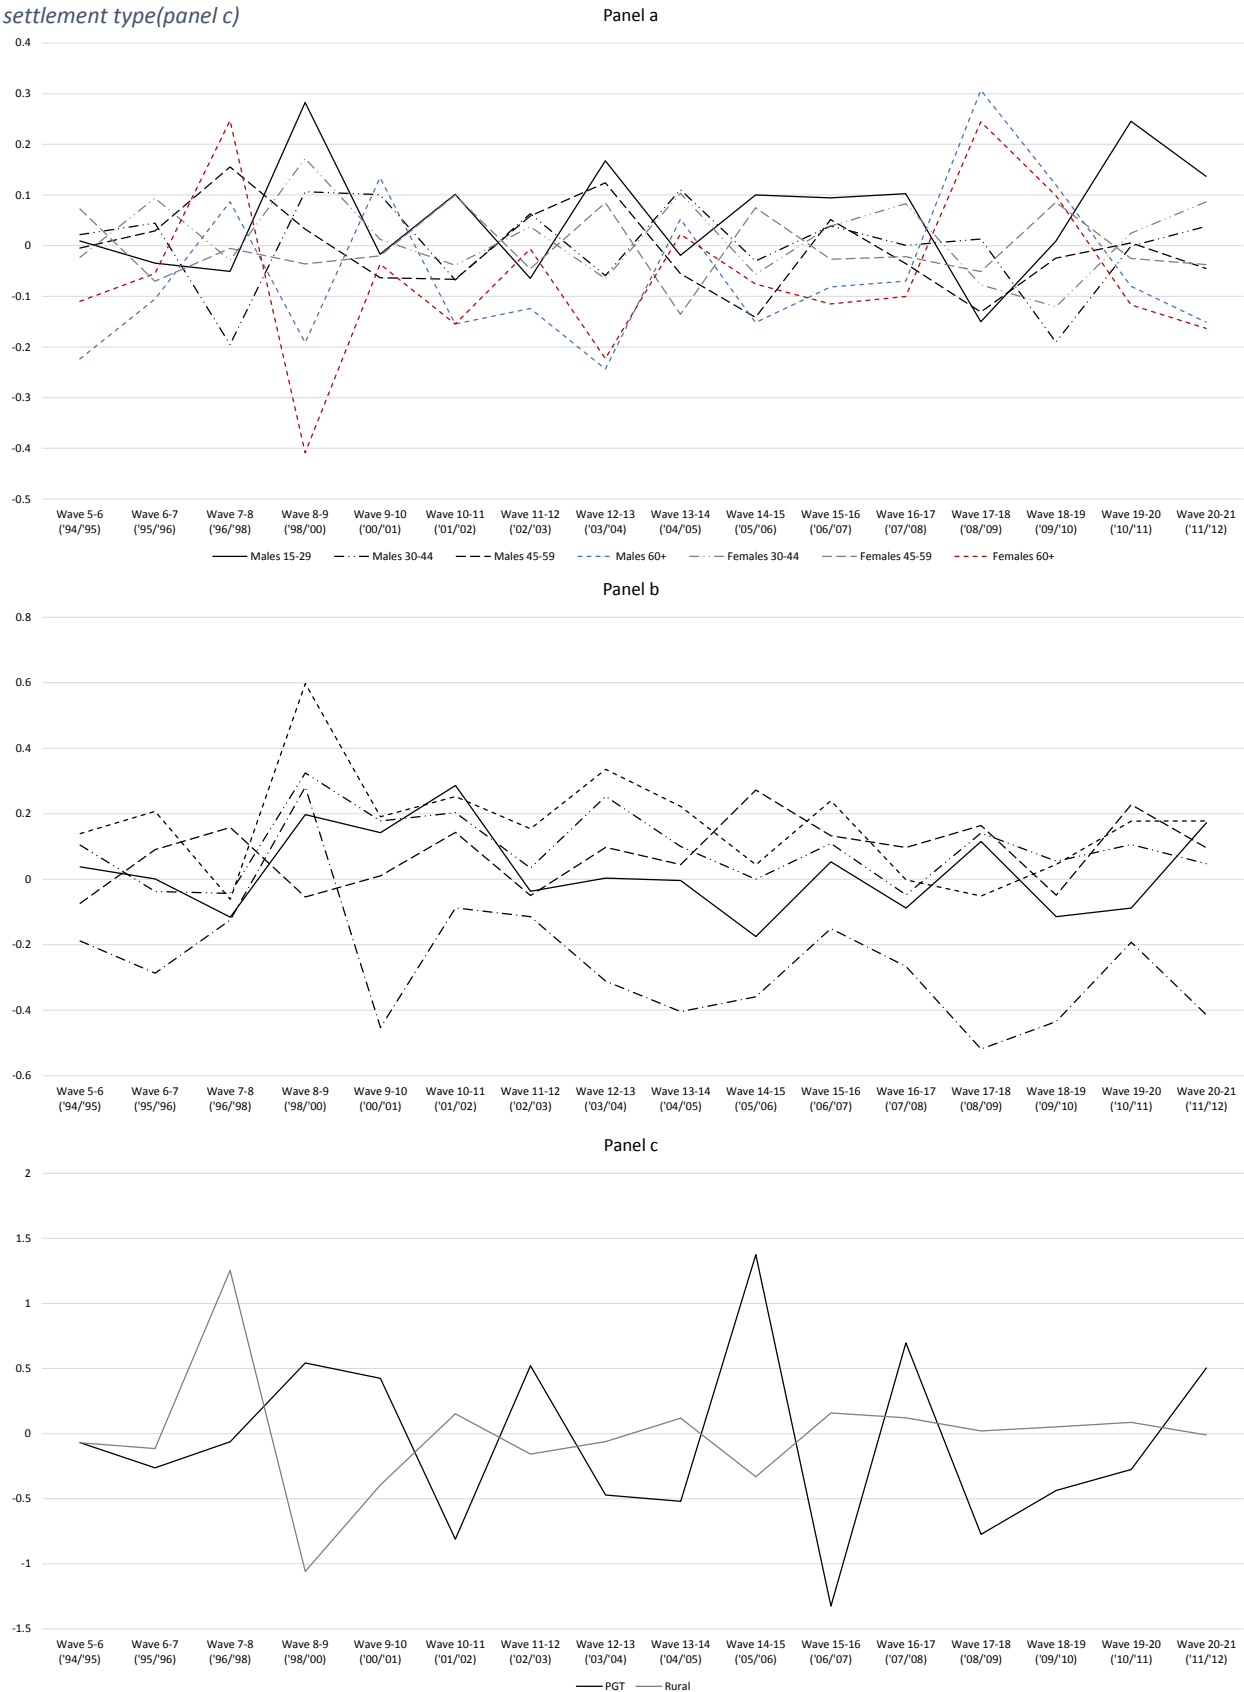 settlement type(panel c)
Panel a
0.4
0.3
0.2
0.1
0
-0.1
-0.2
-0.3
-0.4
-0.5
Wave 5-6 Wave 6-7 Wave 7-8 Wave 8-9 Wave 9-10 Wave 10-11 Wave 11-12 Wave 12-13 Wave 13-14 Wave 14-15 Wave 15-16 Wave 16-17 Wave 17-18 Wave 18-19 Wave 19-20 Wave 20-21
('94/'95) ('95/'96) ('96/'98) ('98/'00) ('00/'01) ('01/'02) ('02/'03) ('03/'04) ('04/'05) ('05/'06) ('06/'07) ('07/'08) ('08/'09) ('09/'10) ('10/'11) ('11/'12)
Males 15-29 Males 30-44 Males 45-59 Males 60+ Females 30-44 Females 45-59 Females 60+
Panel b
0.8
0.6
0.4
0.2
0
-0.2
-0.4
-0.6
Wave 5-6 Wave 6-7 Wave 7-8 Wave 8-9 Wave 9-10 Wave 10-11 Wave 11-12 Wave 12-13 Wave 13-14 Wave 14-15 Wave 15-16 Wave 16-17 Wave 17-18 Wave 18-19 Wave 19-20 Wave 20-21
('94/'95) ('95/'96) ('96/'98) ('98/'00) ('00/'01) ('01/'02) ('02/'03) ('03/'04) ('04/'05) ('05/'06) ('06/'07) ('07/'08) ('08/'09) ('09/'10) ('10/'11) ('11/'12)
Panel c
2
1.5
1
0.5
0
-0.5
-1
-1.5
Wave 5-6 Wave 6-7 Wave 7-8 Wave 8-9 Wave 9-10 Wave 10-11 Wave 11-12 Wave 12-13 Wave 13-14 Wave 14-15 Wave 15-16 Wave 16-17 Wave 17-18 Wave 18-19 Wave 19-20 Wave 20-21
('94/'95) ('95/'96) ('96/'98) ('98/'00) ('00/'01) ('01/'02) ('02/'03) ('03/'04) ('04/'05) ('05/'06) ('06/'07) ('07/'08) ('08/'09) ('09/'10) ('10/'11) ('11/'12)
PGT Rural